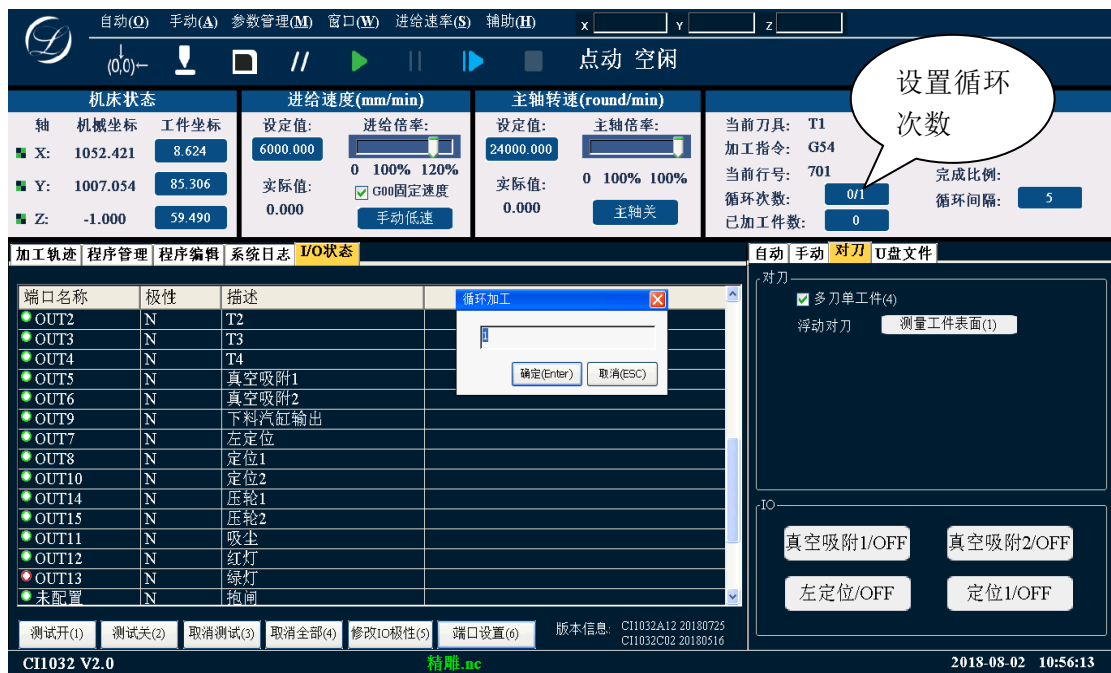 自动(O) 手动(A) 参数管理(M) 窗口(W) 进给速率(S) 辅助(H) X Y Z
(0,0) 点动 空闲
设置循环
次数
机床状态 进给速度(mm/min) 主轴转速(round/min)
轴 机械坐标 工件坐标 设定值: 进给倍率: 设定值: 主轴倍率: 当前刀具: T1
X: 1052.421 8.624 6000.000 24000.000 加工指令: G54
0 100% 120% 0 100% 100% 当前行号: 701 完成比例:
Y: 1007.054 85.306 实际值: G00固定速度 实际值: 循环次数: 0/1 循环间隔: 5
Z: -1.000 59.490 0.000 手动低速 0.000 主轴关 已加工件数: 0
加工轨迹 程序管理 程序编辑 系统日志 I/O状态 自动 手动 对刀 U盘文件
端口名称 极性 描述
OUT2 N T2
OUT3 N T3
OUT4 N T4
OUT5 N 真空吸附1
OUT6 N 真空吸附2
OUT9 N 下料汽缸输出
OUT7 N 左定位
OUT8 N 定位1
OUT10 N 定位2
OUT14 N 压轮1
OUT15 N 压轮2
OUT11 N 吸尘
OUT12 N 红灯
OUT13 N 绿灯
未配置 N 抱闸
循环加工
1
确定(Enter) 取消(ESC)
对刀
多刀单工件(4)
浮动对刀 测量工件表面(1)
IO
真空吸附1/OFF 真空吸附2/OFF
左定位/OFF 定位1/OFF
测试开(1) 测试关(2) 取消测试(3) 取消全部(4) 修改IO极性(5) 端口设置(6) 版本信息: CI1032A12 20180725
CI1032C02 20180516
CI1032 V2.0 精雕.nc 2018-08-02 10:56:13